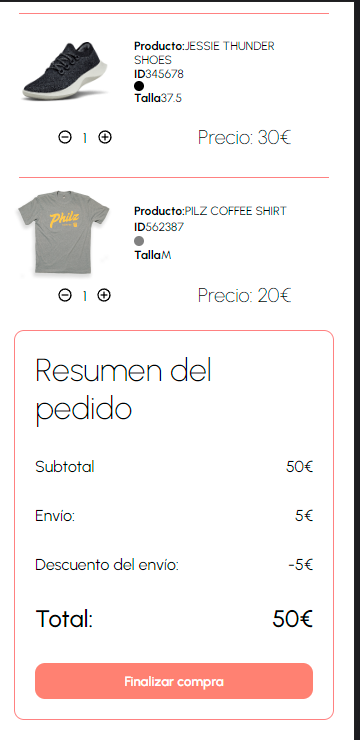 Producto:JESSIE THUNDER
SHOES
ID345678
Talla37.5
1
Precio: 30€
Philz
Producto:PILZ COFFEE SHIRT
ID562387
TallaM
1
Precio: 20€
Resumen del
pedido
Subtotal 50€
Envío: 5€
Descuento del envío: -5€
Total: 50€
Finalizar compra